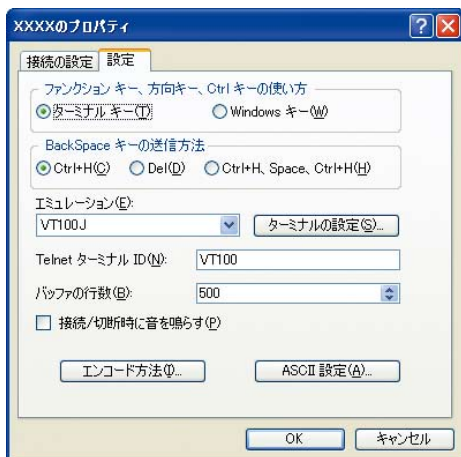 XXXXのプロパティ
接続の設定 設定
ファンクション キー、方向キー、Ctrl キーの使い方
ターミナル キー(T) Windows キー(W)
BackSpace キーの送信方法
Ctrl+H(C) Del(D) Ctrl+H、Space、Ctrl+H(H)
エミュレーション(E):
VT100J ターミナルの設定(S)...
Telnet ターミナル ID(N): VT100
バッファの行数(B): 500
接続/切断時に音を鳴らす(P)
エンコード方法(I)... ASCII 設定(A)...
OK キャンセル